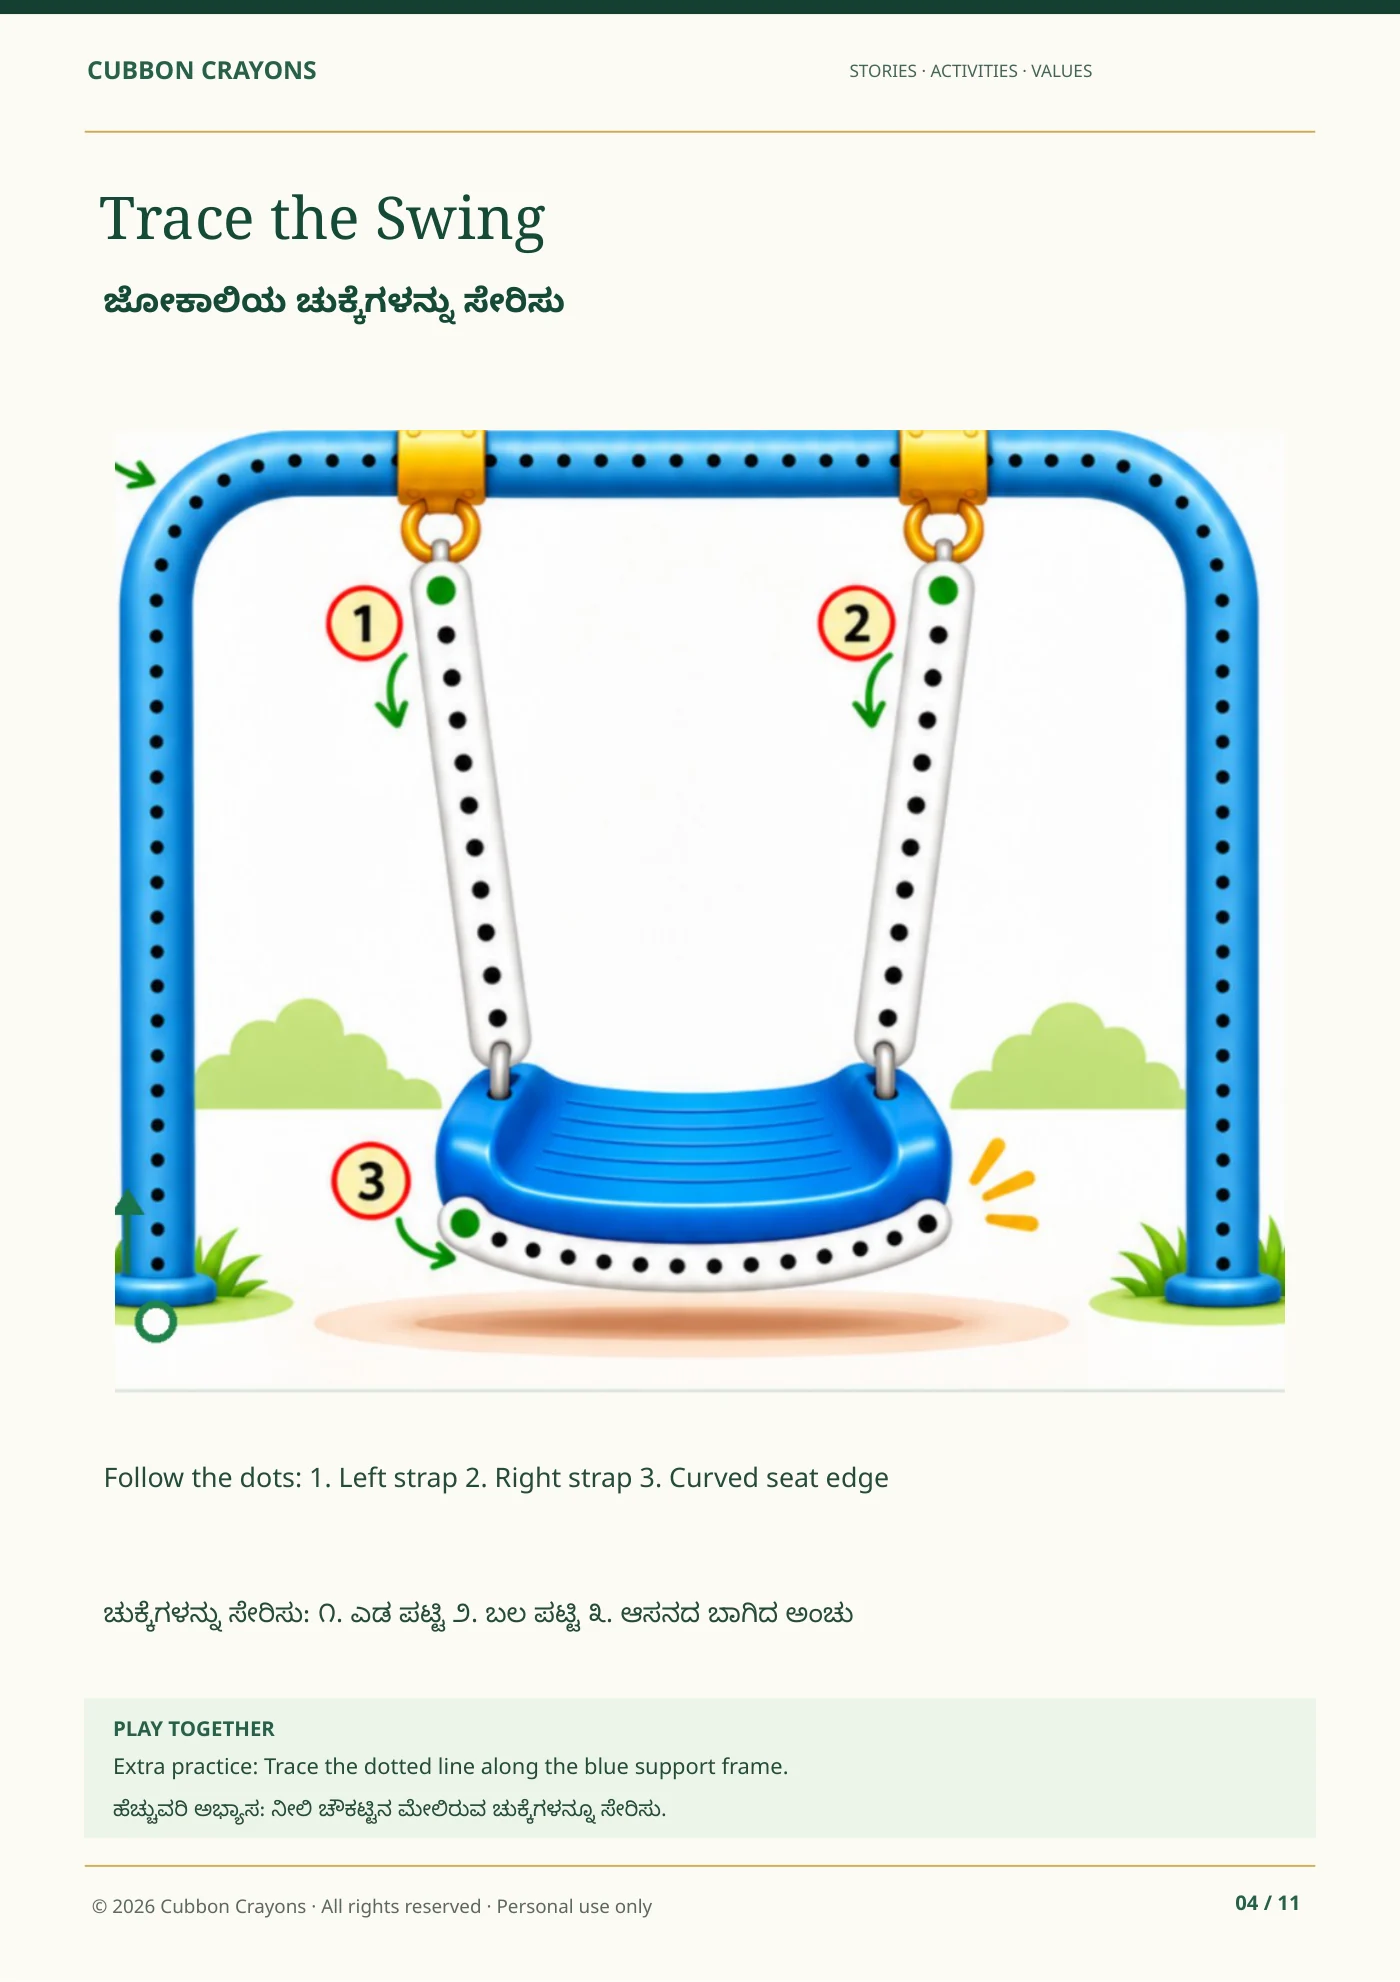 CUBBON CRAYONS
STORIES · ACTIVITIES · VALUES
Trace the Swing
ಜೋಕಾಲಿಯ ಚುಕ್ಕೆಗಳನ್ನು ಸೇರಿಸು
1
2
3
Follow the dots: 1. Left strap 2. Right strap 3. Curved seat edge
ಚುಕ್ಕೆಗಳನ್ನು ಸೇರಿಸು: ೧. ಎಡ ಪಟ್ಟಿ ೨. ಬಲ ಪಟ್ಟಿ ೩. ಆಸನದ ಬಾಗಿದ ಅಂಚು
PLAY TOGETHER
Extra practice: Trace the dotted line along the blue support frame.
ಹೆಚ್ಚುವರಿ ಅಭ್ಯಾಸ: ನೀಲಿ ಚೌಕಟ್ಟಿನ ಮೇಲಿರುವ ಚುಕ್ಕೆಗಳನ್ನೂ ಸೇರಿಸು.
© 2026 Cubbon Crayons · All rights reserved · Personal use only
04 / 11